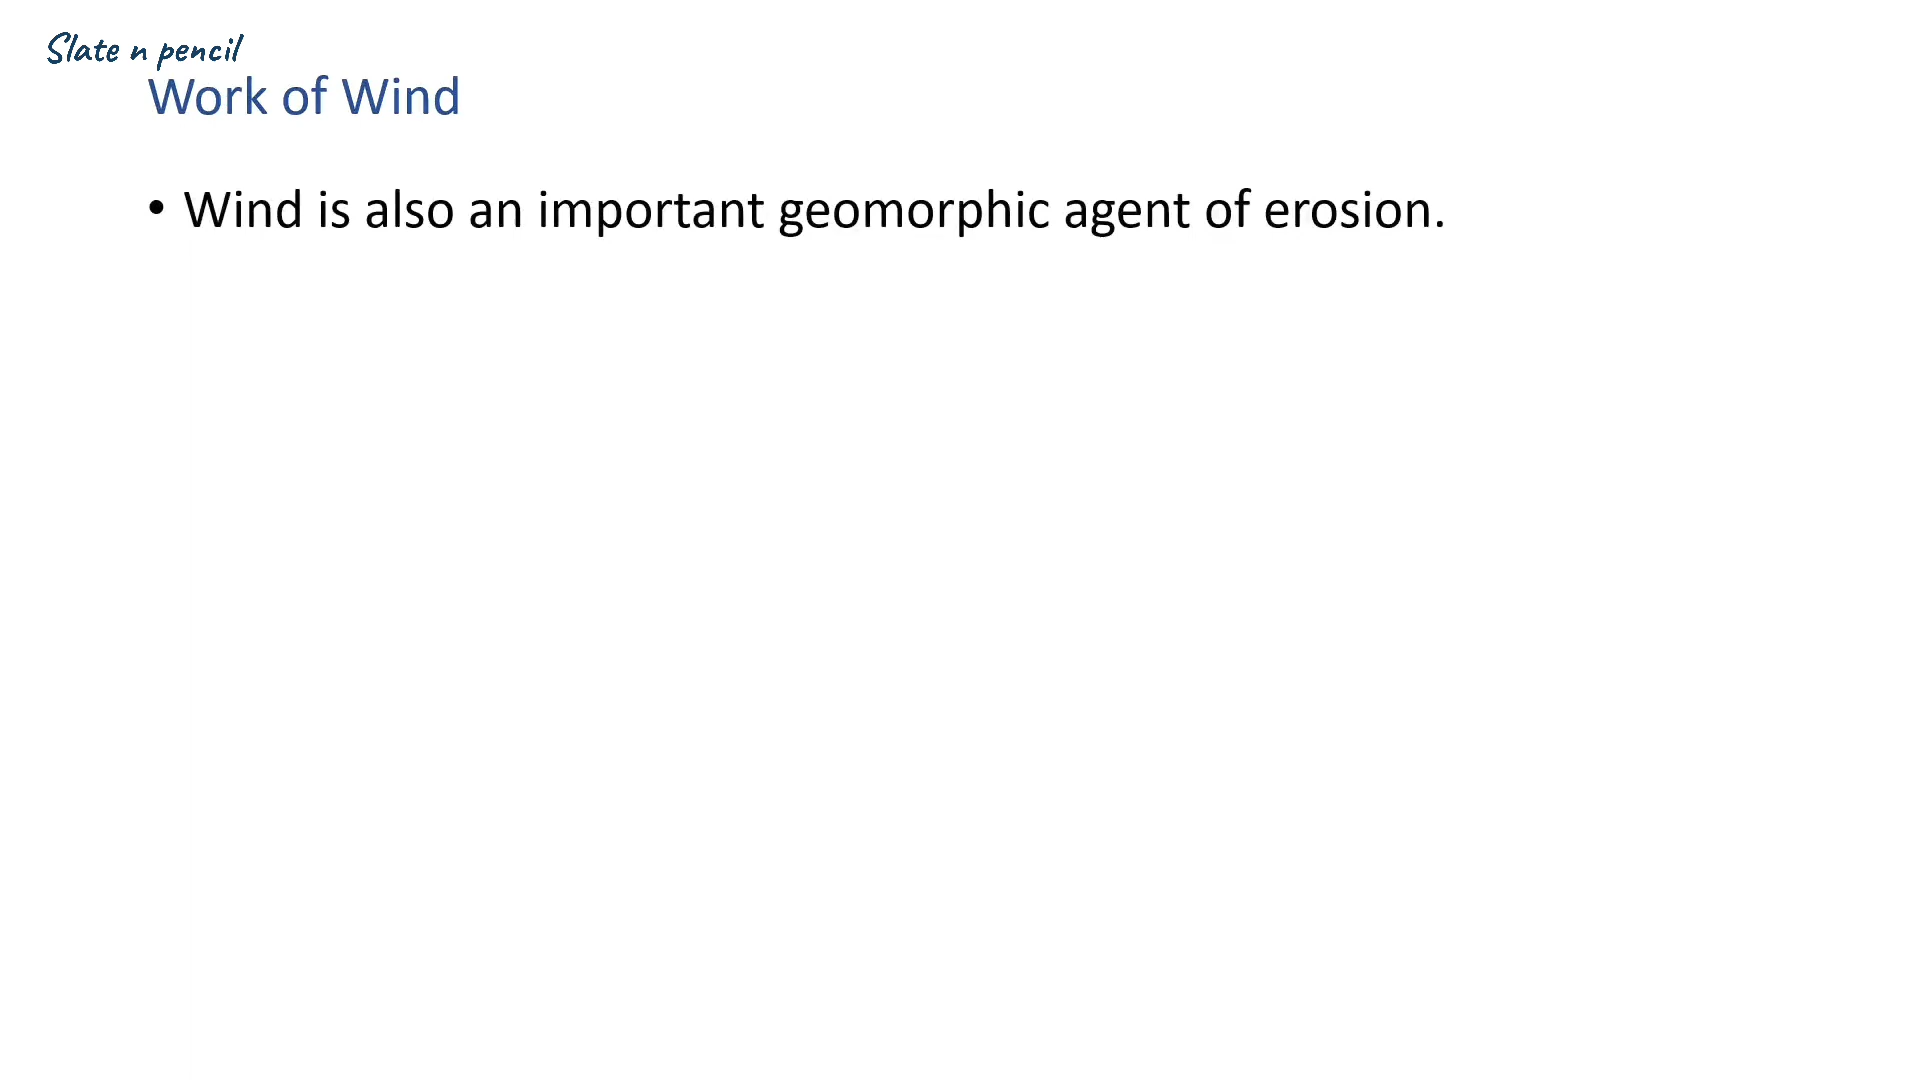 Slate n pencil
Work of Wind
• Wind is also an important geomorphic agent of erosion.